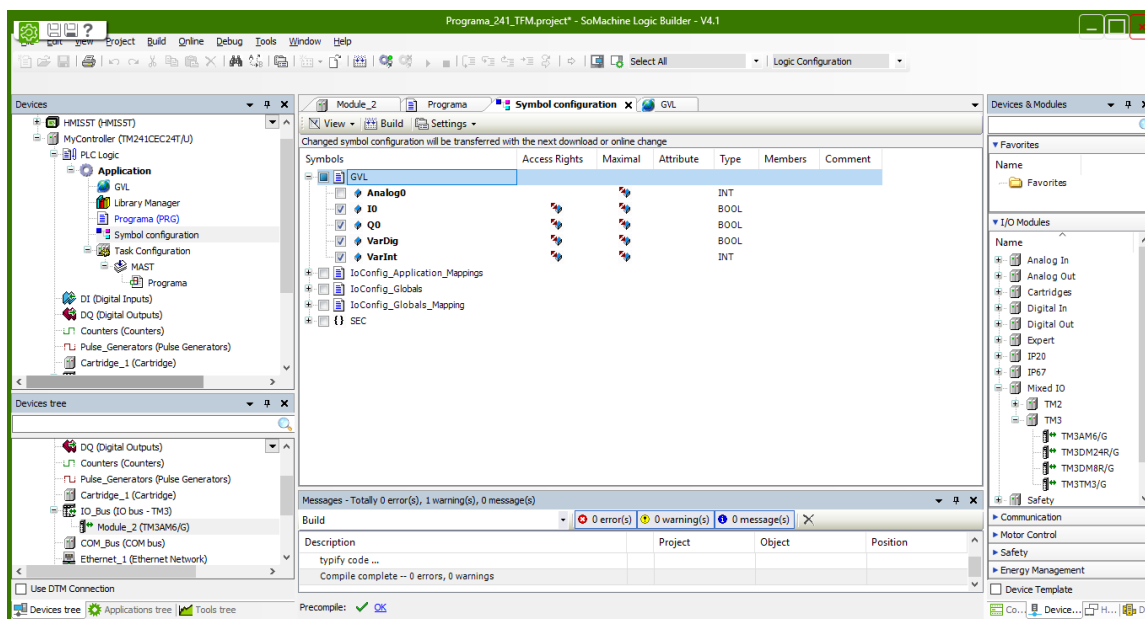 Programa_241_TFM.project* - SoMachine Logic Builder - V4.1
File Edit View Project Build Online Debug Tools Window Help
Select All Logic Configuration
Devices
HMISST (HMISST)
MyController (TM241CEC24T/U)
PLC Logic
Application
GVL
Library Manager
Programa (PRG)
Symbol configuration
Task Configuration
MAST
Programa
DI (Digital Inputs)
DQ (Digital Outputs)
Counters (Counters)
Pulse_Generators (Pulse Generators)
Cartridge_1 (Cartridge)
Devices tree
DQ (Digital Outputs)
Counters (Counters)
Pulse_Generators (Pulse Generators)
Cartridge_1 (Cartridge)
IO_Bus (IO bus - TM3)
Module_2 (TM3AM6/G)
COM_Bus (COM bus)
Ethernet_1 (Ethernet Network)
Use DTM Connection
Devices tree Applications tree Tools tree
Module_2 Programa Symbol configuration GVL
View Build Settings
Changed symbol configuration will be transferred with the next download or online change
Symbols Access Rights Maximal Attribute Type Members Comment
GVL
Analog0 INT
I0 BOOL
Q0 BOOL
VarDig BOOL
VarInt INT
IoConfig_Application_Mappings
IoConfig_Globals
IoConfig_Globals_Mapping
SEC
Messages - Totally 0 error(s), 1 warning(s), 0 message(s)
Build 0 error(s) 0 warning(s) 0 message(s)
Description Project Object Position
typify code ...
Compile complete -- 0 errors, 0 warnings
Precompile: OK
Devices & Modules
Favorites
Name
Favorites
I/O Modules
Name
Analog In
Analog Out
Cartridges
Digital In
Digital Out
Expert
IP20
IP67
Mixed IO
TM2
TM3
TM3AM6/G
TM3DM24R/G
TM3DM8R/G
TM3TM3/G
Safety
Communication
Motor Control
Safety
Energy Management
Device Template
Co... Device... H... D